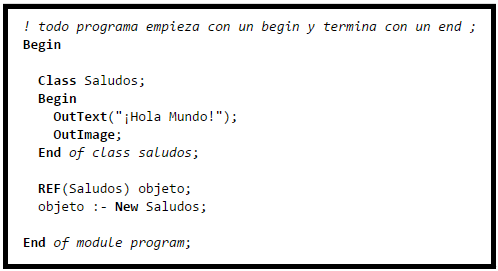 ! todo programa empieza con un begin y termina con un end ;
Begin
Class Saludos;
Begin
OutText("¡Hola Mundo!");
OutImage;
End of class saludos;
REF(Saludos) objeto;
objeto :- New Saludos;
End of module program;